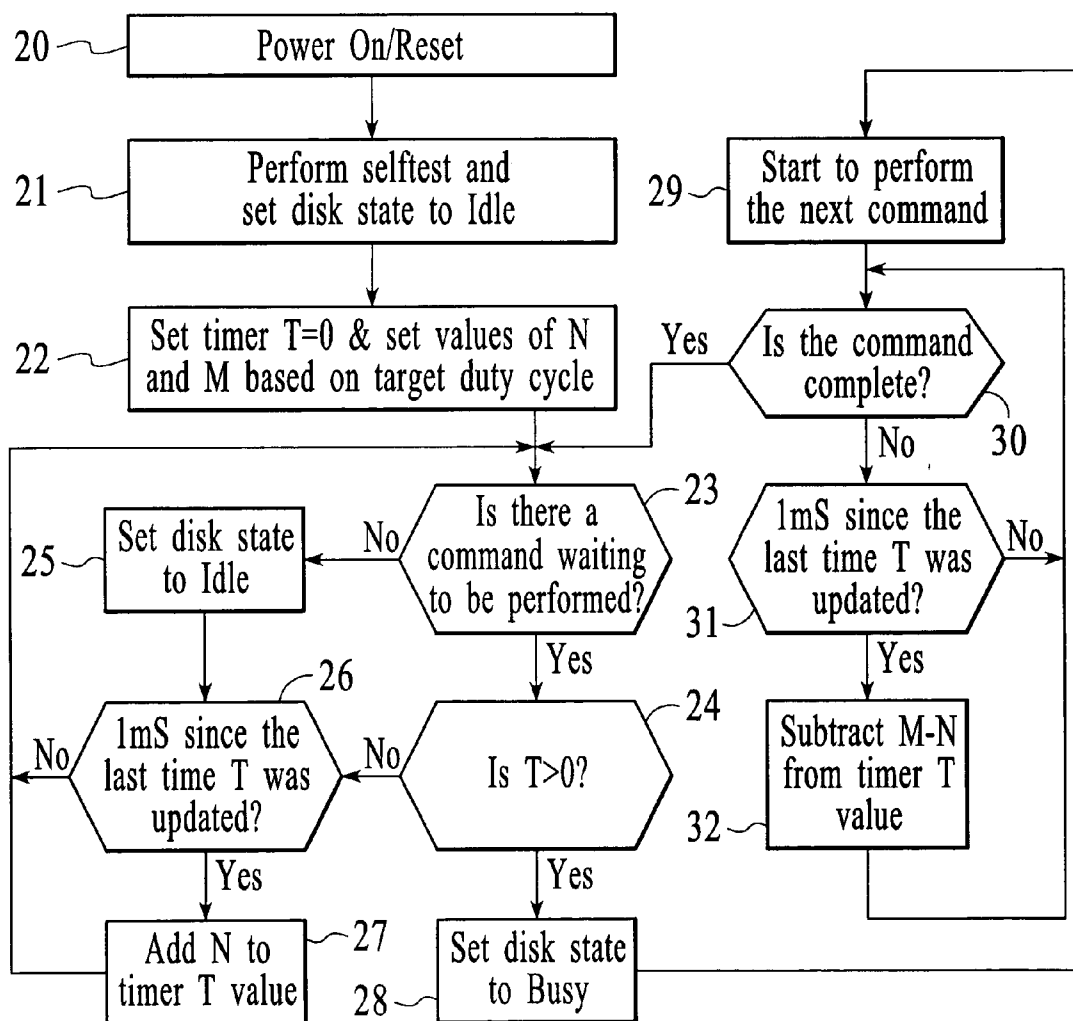 20
Power On/Reset
21
Perform selftest and
set disk state to Idle
22
Set timer T=0 & set values of N
and M based on target duty cycle
23
Is there a
command waiting
to be performed?
No
Yes
25
Set disk state
to Idle
26
1mS since the
last time T was
updated?
No
Yes
24
Is T>0?
No
Yes
27
Add N to
timer T value
28
Set disk state
to Busy
29
Start to perform
the next command
30
Is the command
complete?
Yes
No
31
1mS since the
last time T was
updated?
No
Yes
32
Subtract M-N
from timer T
value